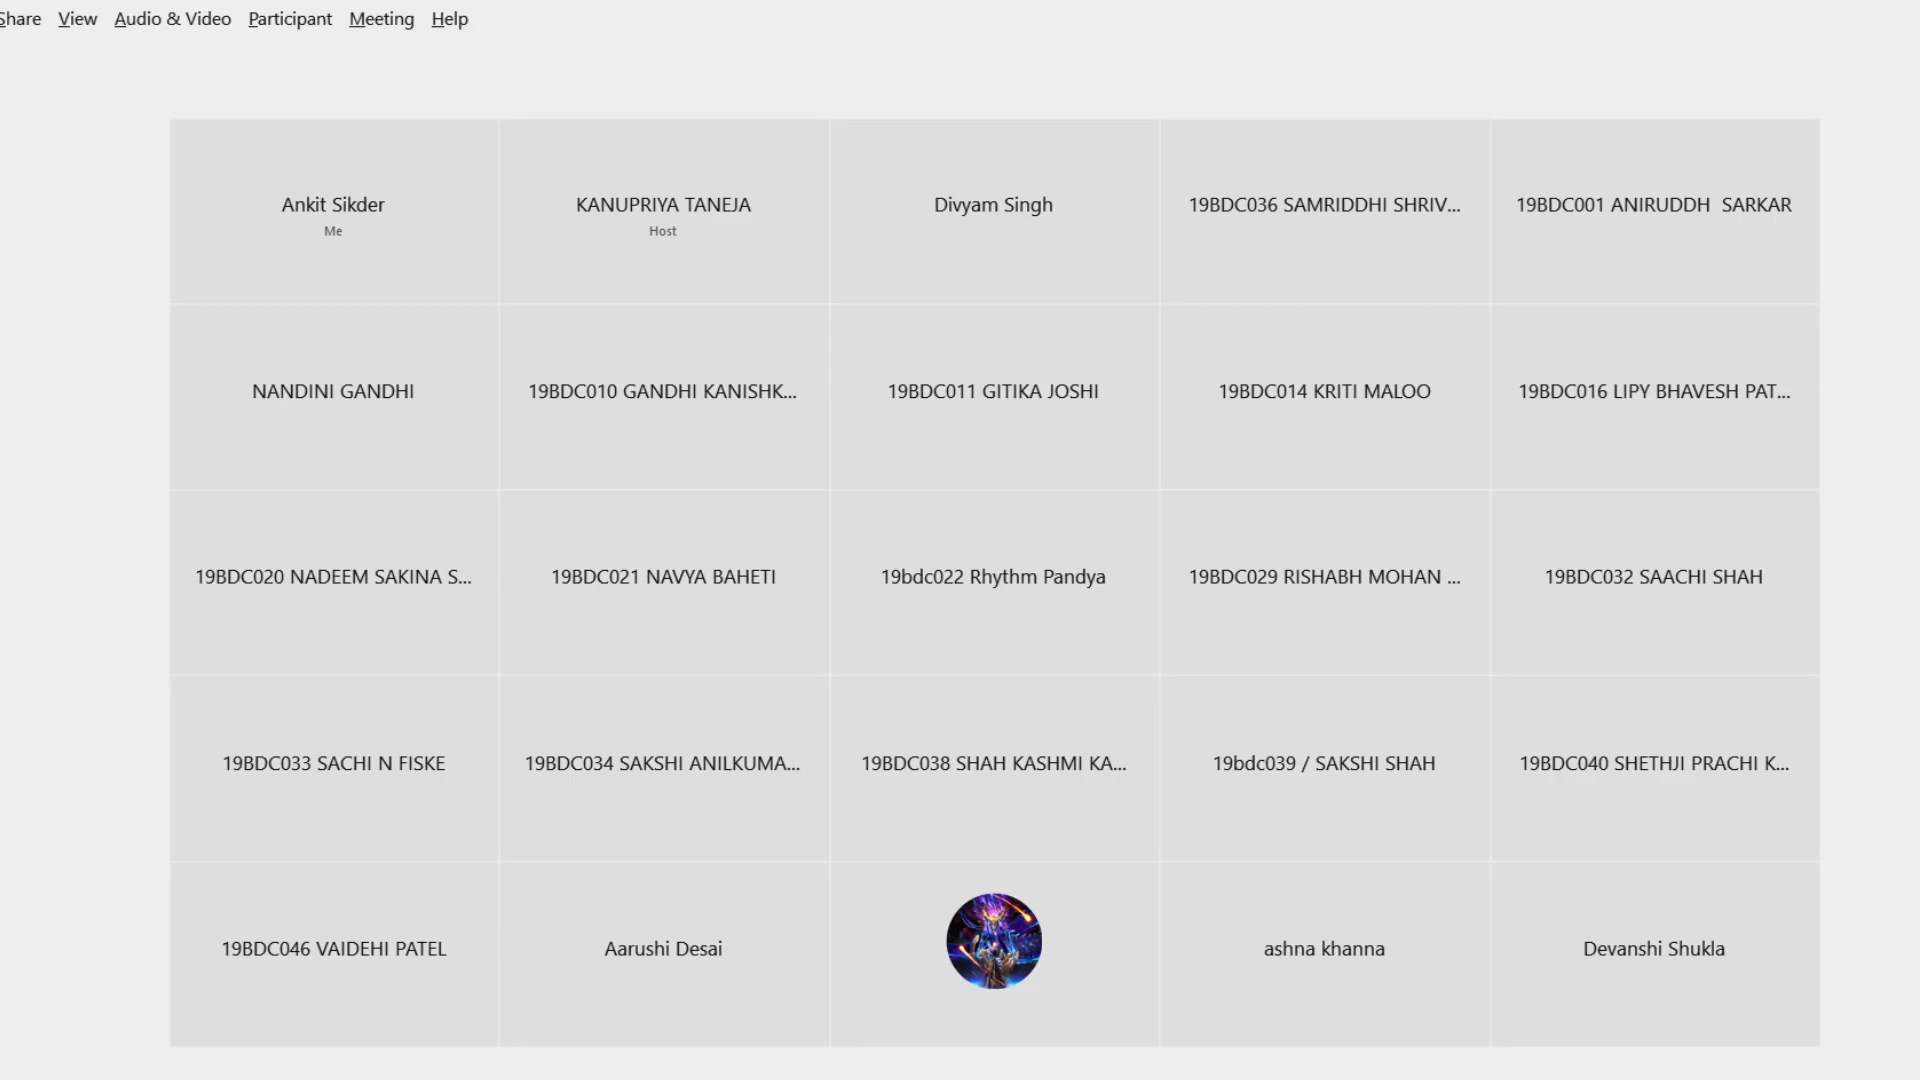 Share View Audio & Video Participant Meeting Help
Ankit Sikder
Me
KANUPRIYA TANEJA
Host
Divyam Singh
19BDC036 SAMRIDDHI SHRIV...
19BDC001 ANIRUDDH  SARKAR
NANDINI GANDHI
19BDC010 GANDHI KANISHK...
19BDC011 GITIKA JOSHI
19BDC014 KRITI MALOO
19BDC016 LIPY BHAVESH PAT...
19BDC020 NADEEM SAKINA S...
19BDC021 NAVYA BAHETI
19bdc022 Rhythm Pandya
19BDC029 RISHABH MOHAN ...
19BDC032 SAACHI SHAH
19BDC033 SACHI N FISKE
19BDC034 SAKSHI ANILKUMA...
19BDC038 SHAH KASHMI KA...
19bdc039 / SAKSHI SHAH
19BDC040 SHETHJI PRACHI K...
19BDC046 VAIDEHI PATEL
Aarushi Desai
ashna khanna
Devanshi Shukla